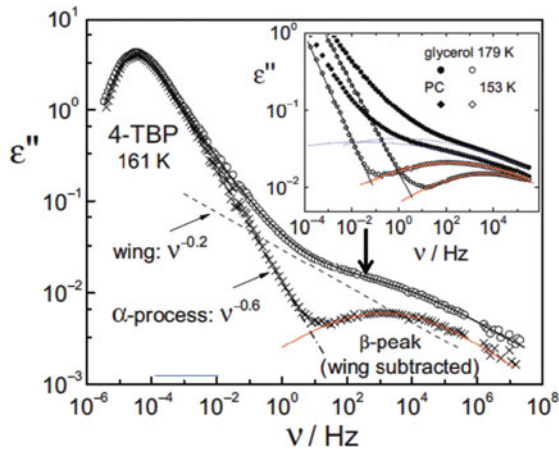 ε''
10¹
10⁰
10⁻¹
10⁻²
10⁻³
4-TBP
161 K
wing: ν⁻⁰·²
α-process: ν⁻⁰·⁶
β-peak
(wing subtracted)
10⁻⁶ 10⁻⁴ 10⁻² 10⁰ 10² 10⁴ 10⁶ 10⁸
ν / Hz
ε''
10⁰
10⁻¹
10⁻²
glycerol 179 K
PC 153 K
10⁻⁴ 10⁻² 10⁰ 10² 10⁴
ν / Hz